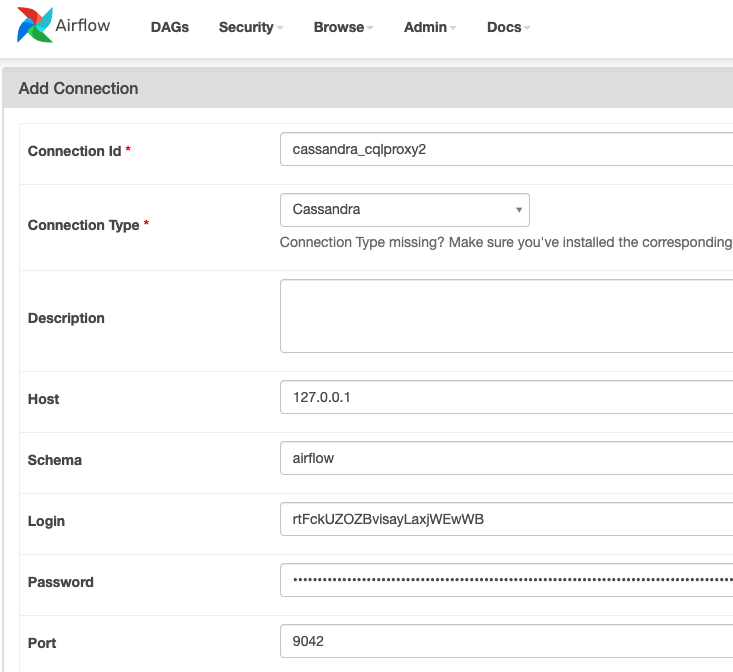 Airflow DAGs Security Browse Admin Docs
Add Connection
Connection Id * cassandra_cqlproxy2
Connection Type * Cassandra
Connection Type missing? Make sure you've installed the corresponding
Description
Host 127.0.0.1
Schema airflow
Login rtFckUZOZBvisayLaxjWEwWB
Password ••••••••••••••••••••••••••••••••••••••••••••••••••••••••••••••••••••••••••••••••••••••••••••••••
Port 9042